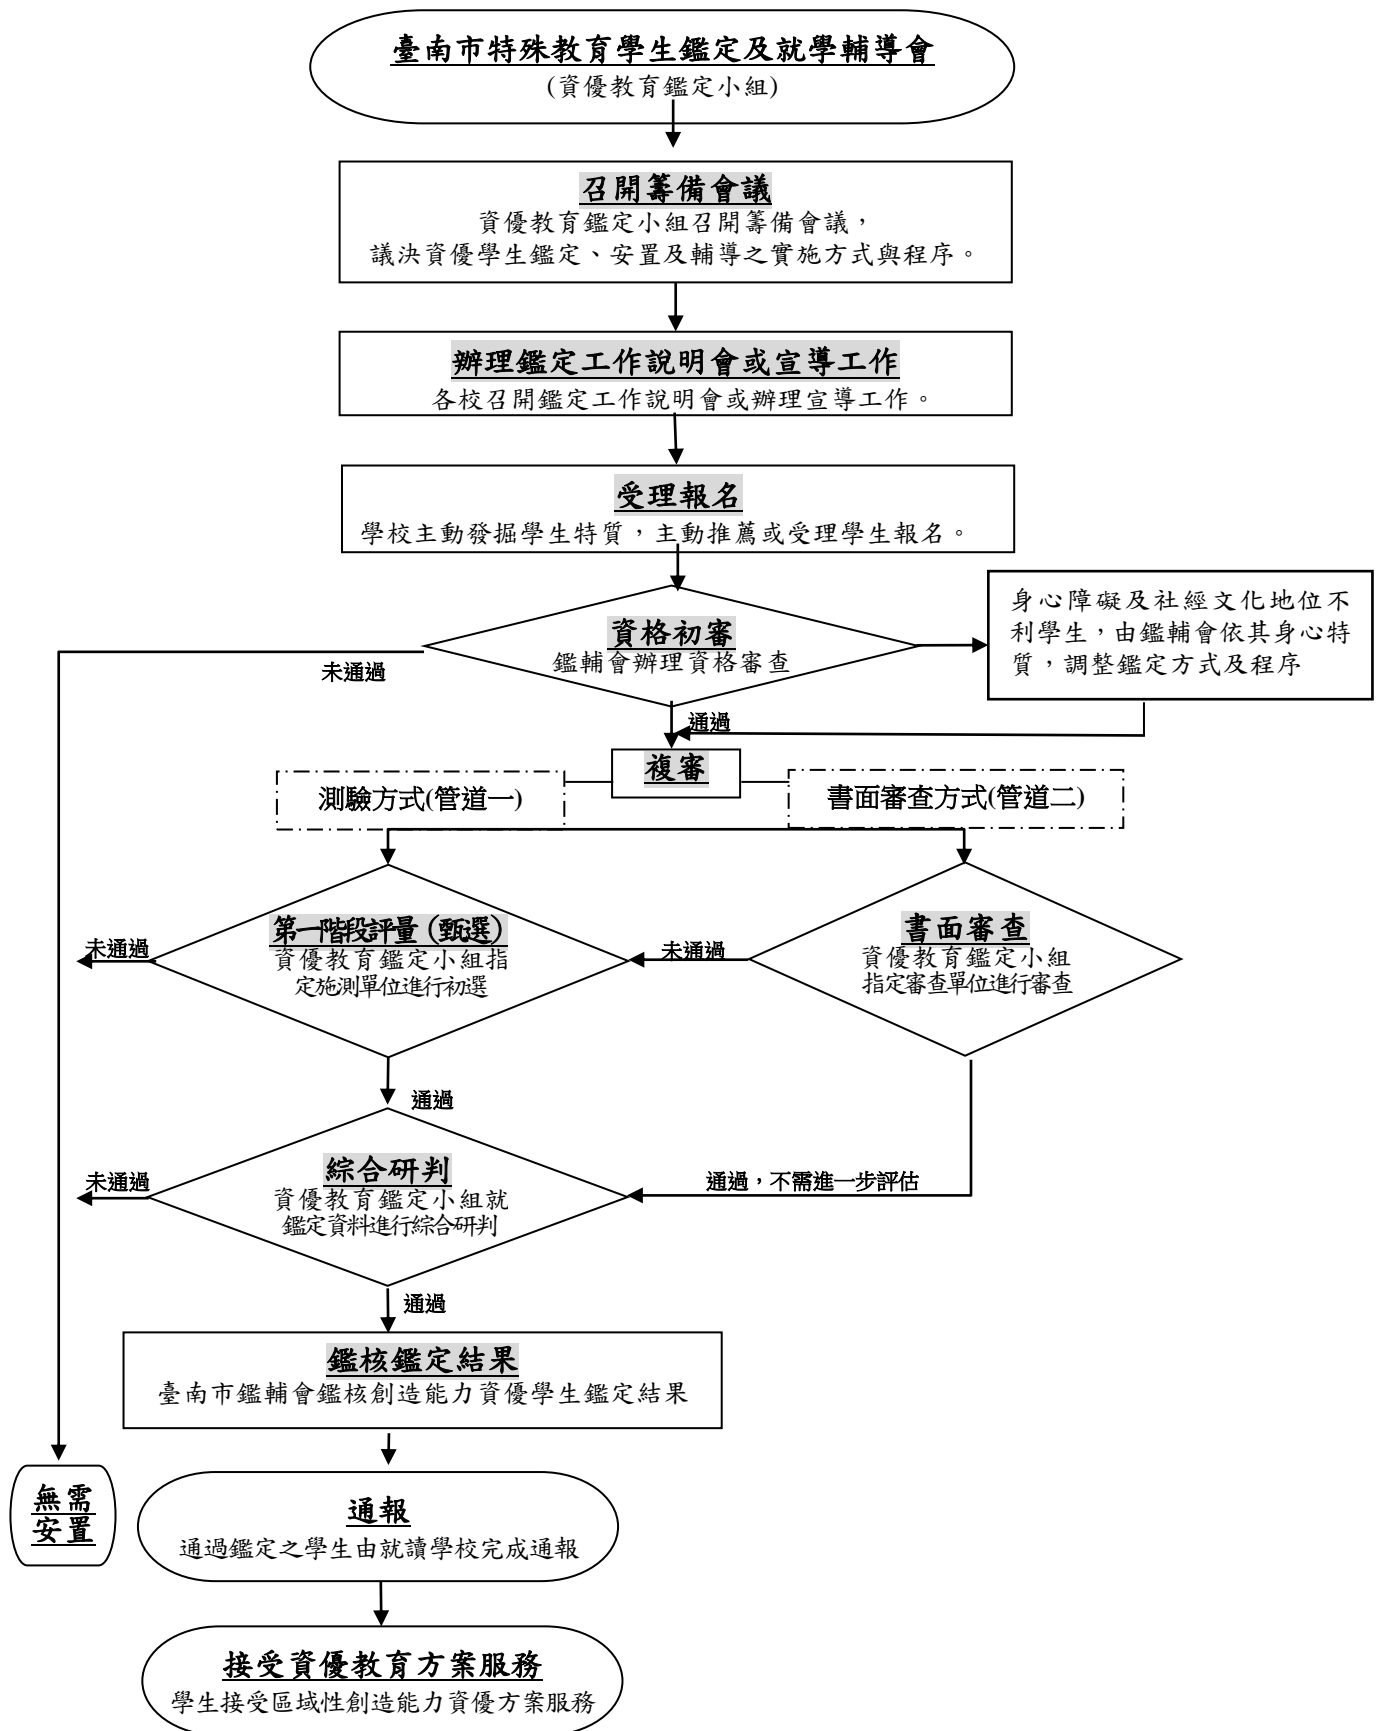 臺南市特殊教育學生鑑定及就學輔導會
(資優教育鑑定小組)
召開籌備會議
資優教育鑑定小組召開籌備會議，
議決資優學生鑑定、安置及輔導之實施方式與程序。
辦理鑑定工作說明會或宣導工作
各校召開鑑定工作說明會或辦理宣導工作。
受理報名
學校主動發掘學生特質，主動推薦或受理學生報名。
資格初審
鑑輔會辦理資格審查
身心障礙及社經文化地位不
利學生，由鑑輔會依其身心特
質，調整鑑定方式及程序
未通過
通過
複審
測驗方式(管道一)
書面審查方式(管道二)
第一階段評量（甄選）
資優教育鑑定小組指
定施測單位進行初選
未通過
未通過
書面審查
資優教育鑑定小組
指定審查單位進行審查
通過
綜合研判
資優教育鑑定小組就
鑑定資料進行綜合研判
未通過
通過，不需進一步評估
通過
鑑核鑑定結果
臺南市鑑輔會鑑核創造能力資優學生鑑定結果
無需
安置
通報
通過鑑定之學生由就讀學校完成通報
接受資優教育方案服務
學生接受區域性創造能力資優方案服務